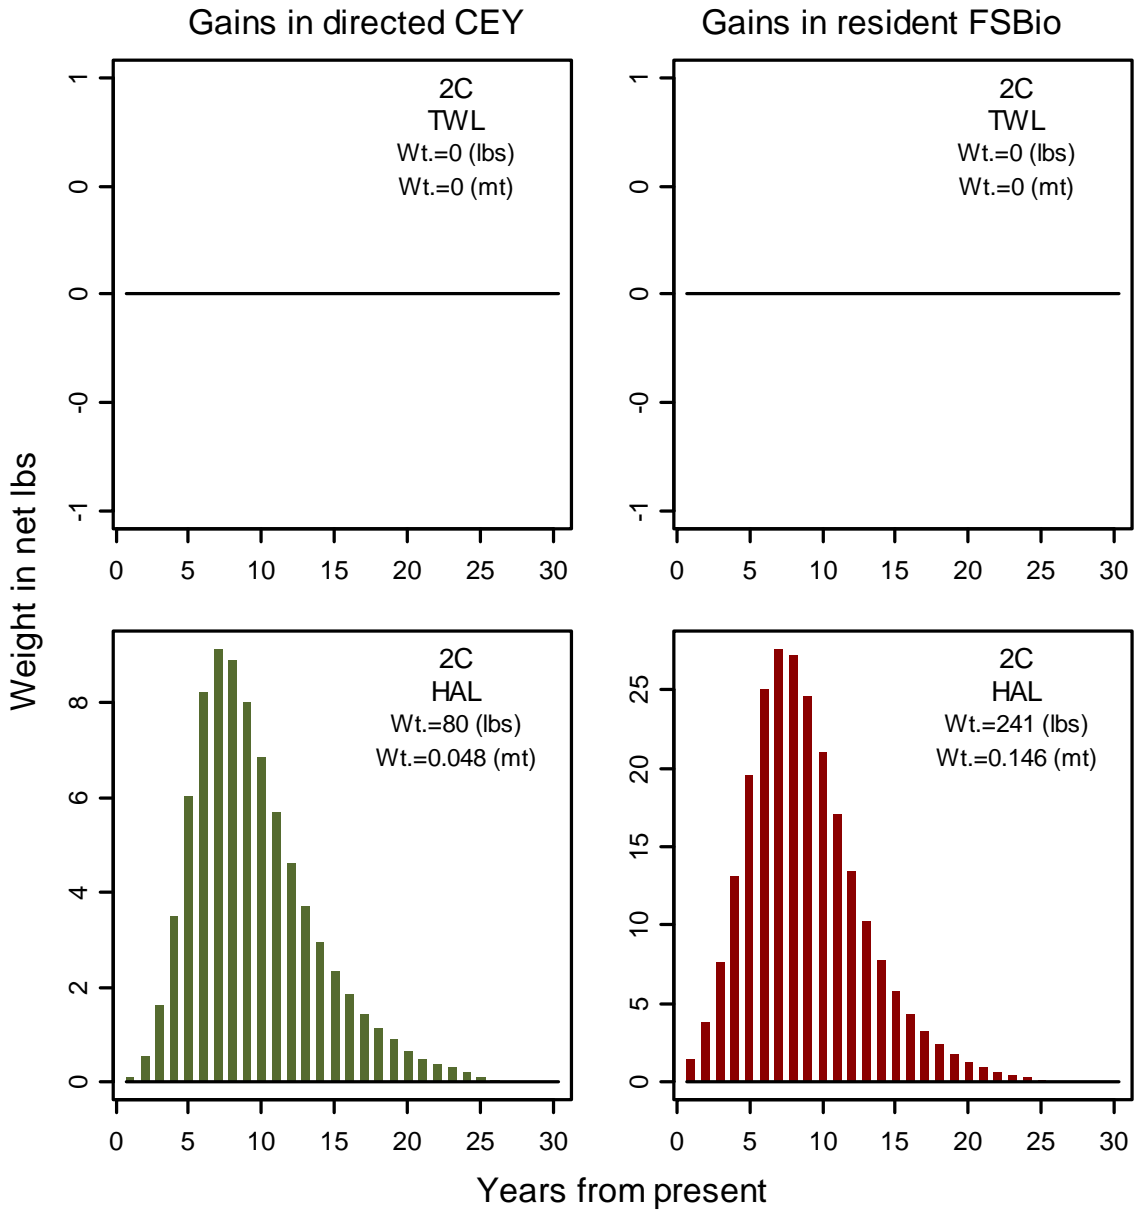 Gains in directed CEY
Gains in resident FSBio
Weight in net lbs
1
0
0
-0
-1
2C
TWL
Wt.=0 (lbs)
Wt.=0 (mt)
0 5 10 15 20 25 30
1
0
0
-0
-1
2C
TWL
Wt.=0 (lbs)
Wt.=0 (mt)
0 5 10 15 20 25 30
8
6
4
2
0
2C
HAL
Wt.=80 (lbs)
Wt.=0.048 (mt)
0 5 10 15 20 25 30
25
20
15
10
5
0
2C
HAL
Wt.=241 (lbs)
Wt.=0.146 (mt)
0 5 10 15 20 25 30
Years from present